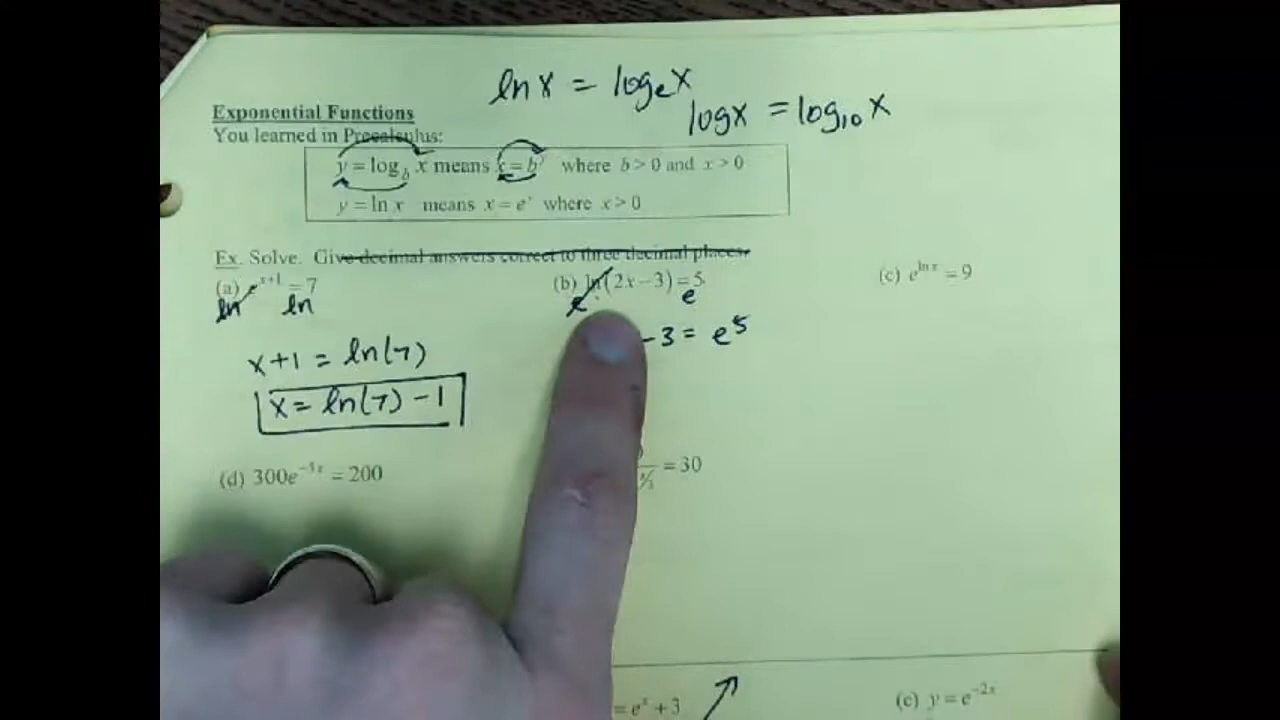 ln x = log_e x
log x = log_10 x
Exponential Functions
You learned in Precalculus:
y = log_b x means x = b^y where b > 0 and x > 0
y = ln x means x = e^y where x > 0
Ex. Solve. Give decimal answers correct to three decimal places.
(a) e^{x+1} = 7 (b) ln(2x − 3) = 5 (c) e^{ln x} = 9
ln ln e e
x+1 = ln(7) −3 = e^5
x = ln(7) − 1
(d) 300e^{−5x} = 200 = 30
= e^x + 3 (c) y = e^{−2x}